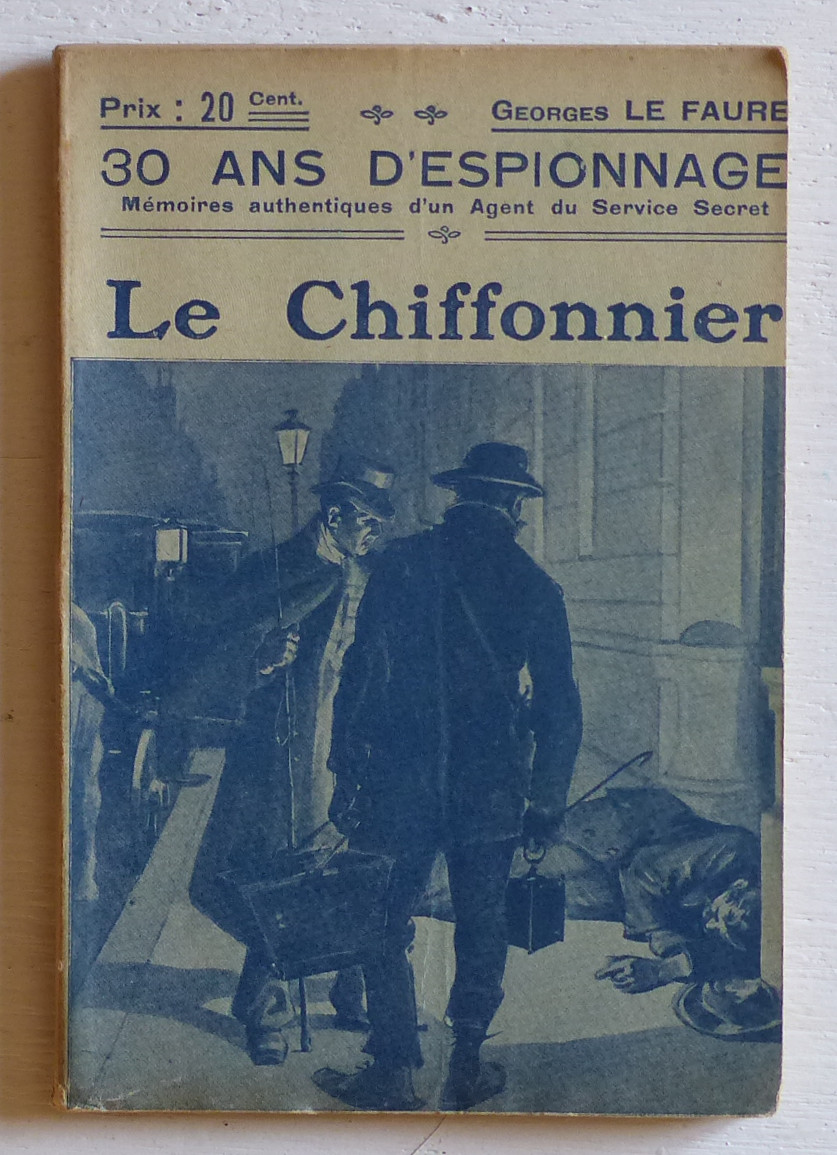 Prix : 20 Cent.
GEORGES LE FAURE
30 ANS D'ESPIONNAGE
Mémoires authentiques d'un Agent du Service Secret
Le Chiffonnier